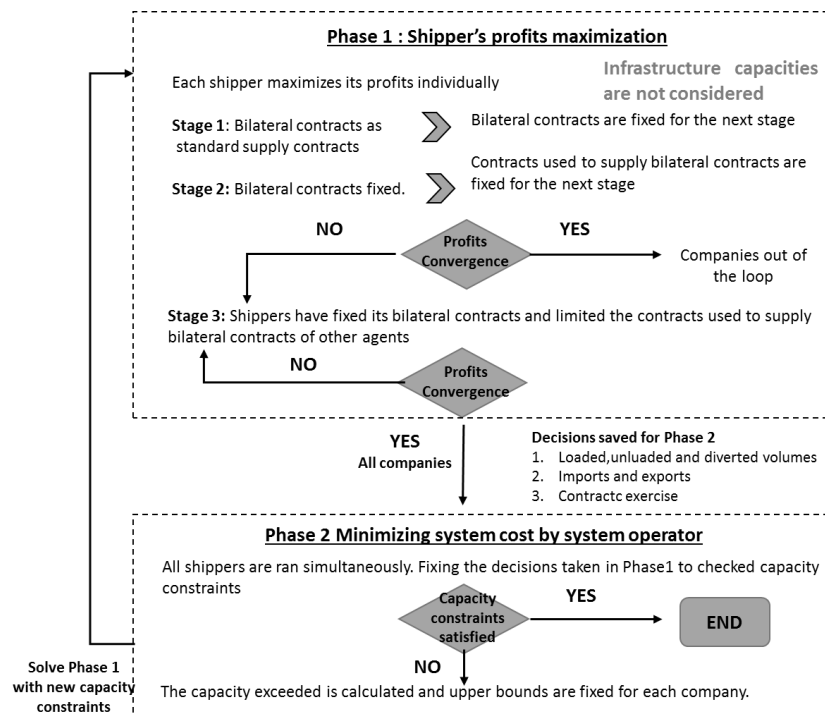 Phase 1 : Shipper's profits maximization
Infrastructure capacities
are not considered
Each shipper maximizes its profits individually
Stage 1: Bilateral contracts as
standard supply contracts
Bilateral contracts are fixed for the next stage
Stage 2: Bilateral contracts fixed.
Contracts used to supply bilateral contracts are
fixed for the next stage
NO
Profits
Convergence
YES
Companies out of
the loop
Stage 3: Shippers have fixed its bilateral contracts and limited the contracts used to supply
bilateral contracts of other agents
NO
Profits
Convergence
YES
All companies
Decisions saved for Phase 2
1. Loaded,unluaded and diverted volumes
2. Imports and exports
3. Contractc exercise
Phase 2 Minimizing system cost by system operator
All shippers are ran simultaneously. Fixing the decisions taken in Phase1 to checked capacity
constraints
Capacity
constraints
satisfied
YES
END
NO
Solve Phase 1
with new capacity
constraints
The capacity exceeded is calculated and upper bounds are fixed for each company.